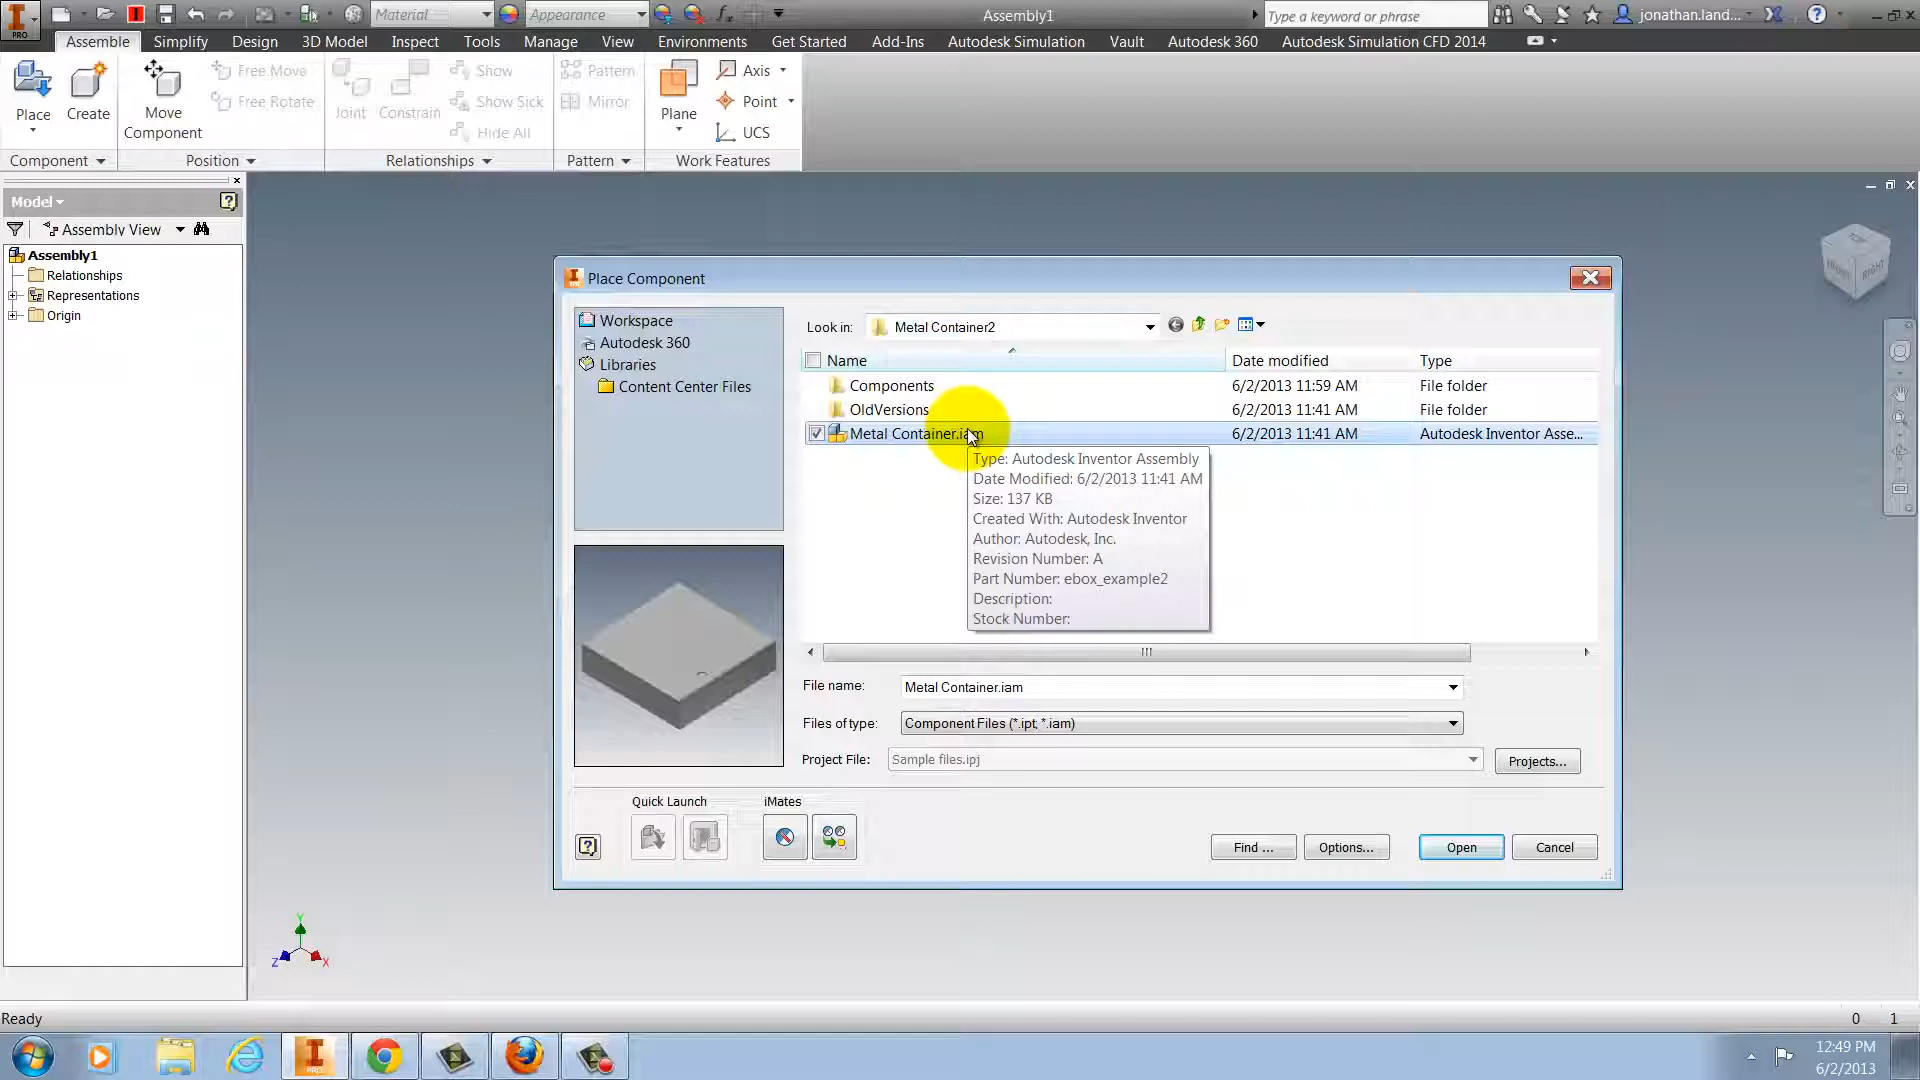 Material
Appearance
Assembly1
Type a keyword or phrase
jonathan.land...
PRO
Assemble
Simplify
Design
3D Model
Inspect
Tools
Manage
View
Environments
Get Started
Add-Ins
Autodesk Simulation
Vault
Autodesk 360
Autodesk Simulation CFD 2014
Place
Create
Move
Component
Free Move
Free Rotate
Joint
Constrain
Show
Show Sick
Hide All
Pattern
Mirror
Plane
Axis
Point
UCS
Component
Position
Relationships
Pattern
Work Features
Model
Assembly View
Assembly1
Relationships
Representations
Origin
FRONT
RIGHT
Place Component
Workspace
Autodesk 360
Libraries
Content Center Files
Look in:
Metal Container2
Name
Date modified
Type
Components
6/2/2013 11:59 AM
File folder
OldVersions
6/2/2013 11:41 AM
File folder
Metal Container.iam
6/2/2013 11:41 AM
Autodesk Inventor Asse...
Type: Autodesk Inventor Assembly
Date Modified: 6/2/2013 11:41 AM
Size: 137 KB
Created With: Autodesk Inventor
Author: Autodesk, Inc.
Revision Number: A
Part Number: ebox_example2
Description:
Stock Number:
File name:
Metal Container.iam
Files of type:
Component Files (*.ipt; *.iam)
Project File:
Sample files.ipj
Projects...
Quick Launch
iMates
Find ...
Options...
Open
Cancel
Y
Z
X
Ready
0
1
PRO
12:49 PM
6/2/2013